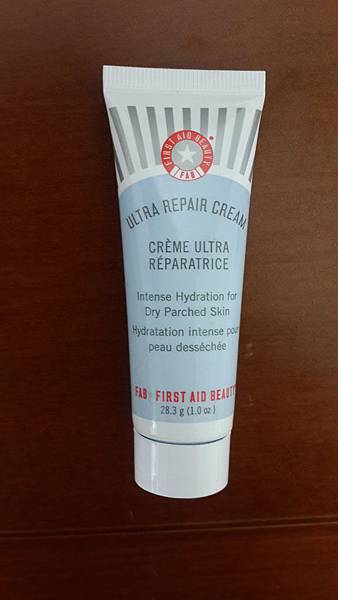 FIRST AID BEAUTY
FAB
ULTRA REPAIR CREAM
CRÈME ULTRA
RÉPARATRICE
Intense Hydration for
Dry Parched Skin
Hydratation intense pour
peau desséchée
FAB FIRST AID BEAUTY
28.3 g (1.0 oz)